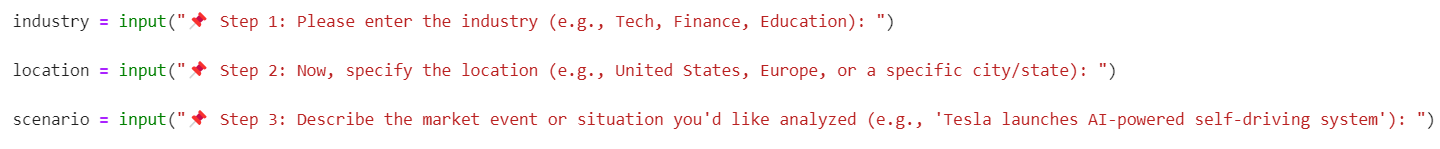 industry = input("📌 Step 1: Please enter the industry (e.g., Tech, Finance, Education): ")
location = input("📌 Step 2: Now, specify the location (e.g., United States, Europe, or a specific city/state): ")
scenario = input("📌 Step 3: Describe the market event or situation you'd like analyzed (e.g., 'Tesla launches AI-powered self-driving system'): ")